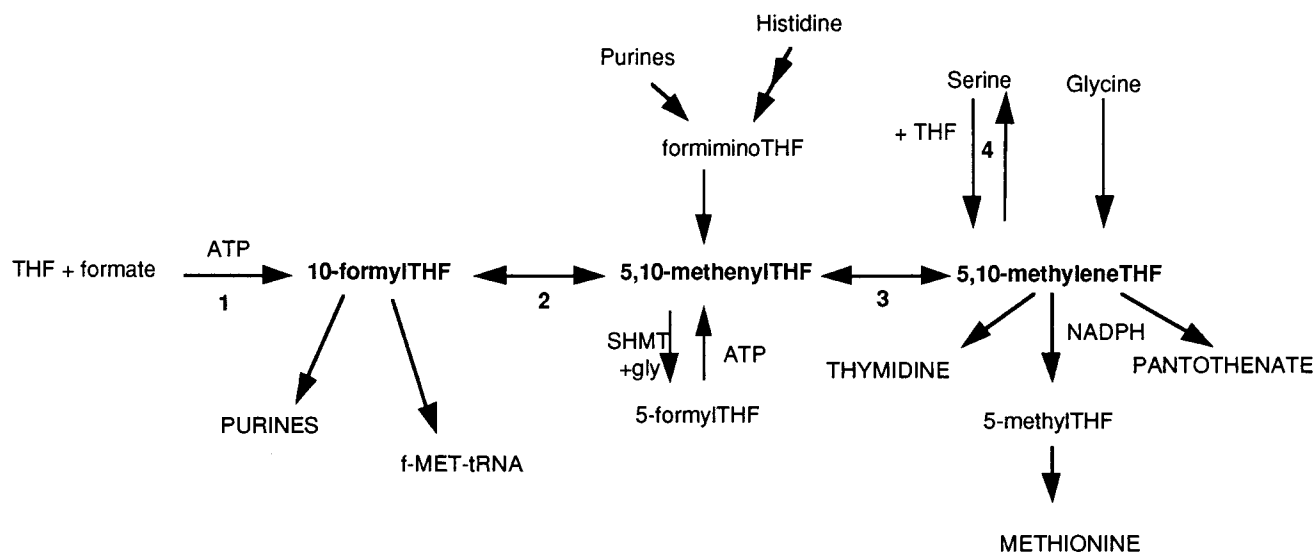 Histidine
Purines
Serine
Glycine
+ THF
4
formiminoTHF
ATP
THF + formate
10-formylTHF
5,10-methenylTHF
5,10-methyleneTHF
1
2
3
SHMT
+gly
ATP
NADPH
THYMIDINE
PANTOTHENATE
PURINES
5-formylTHF
5-methylTHF
f-MET-tRNA
METHIONINE